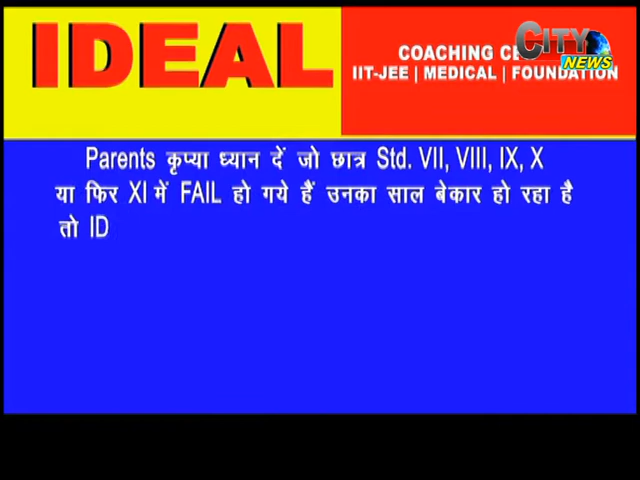 IDEAL
COACHING
IIT-JEE | MEDICAL | FOUNDATION
CITY
NEWS
Parents कृप्या ध्यान दें जो छात्र Std. VII, VIII, IX, X
या फिर XI में FAIL हो गये हैं उनका साल बेकार हो रहा है
तो ID